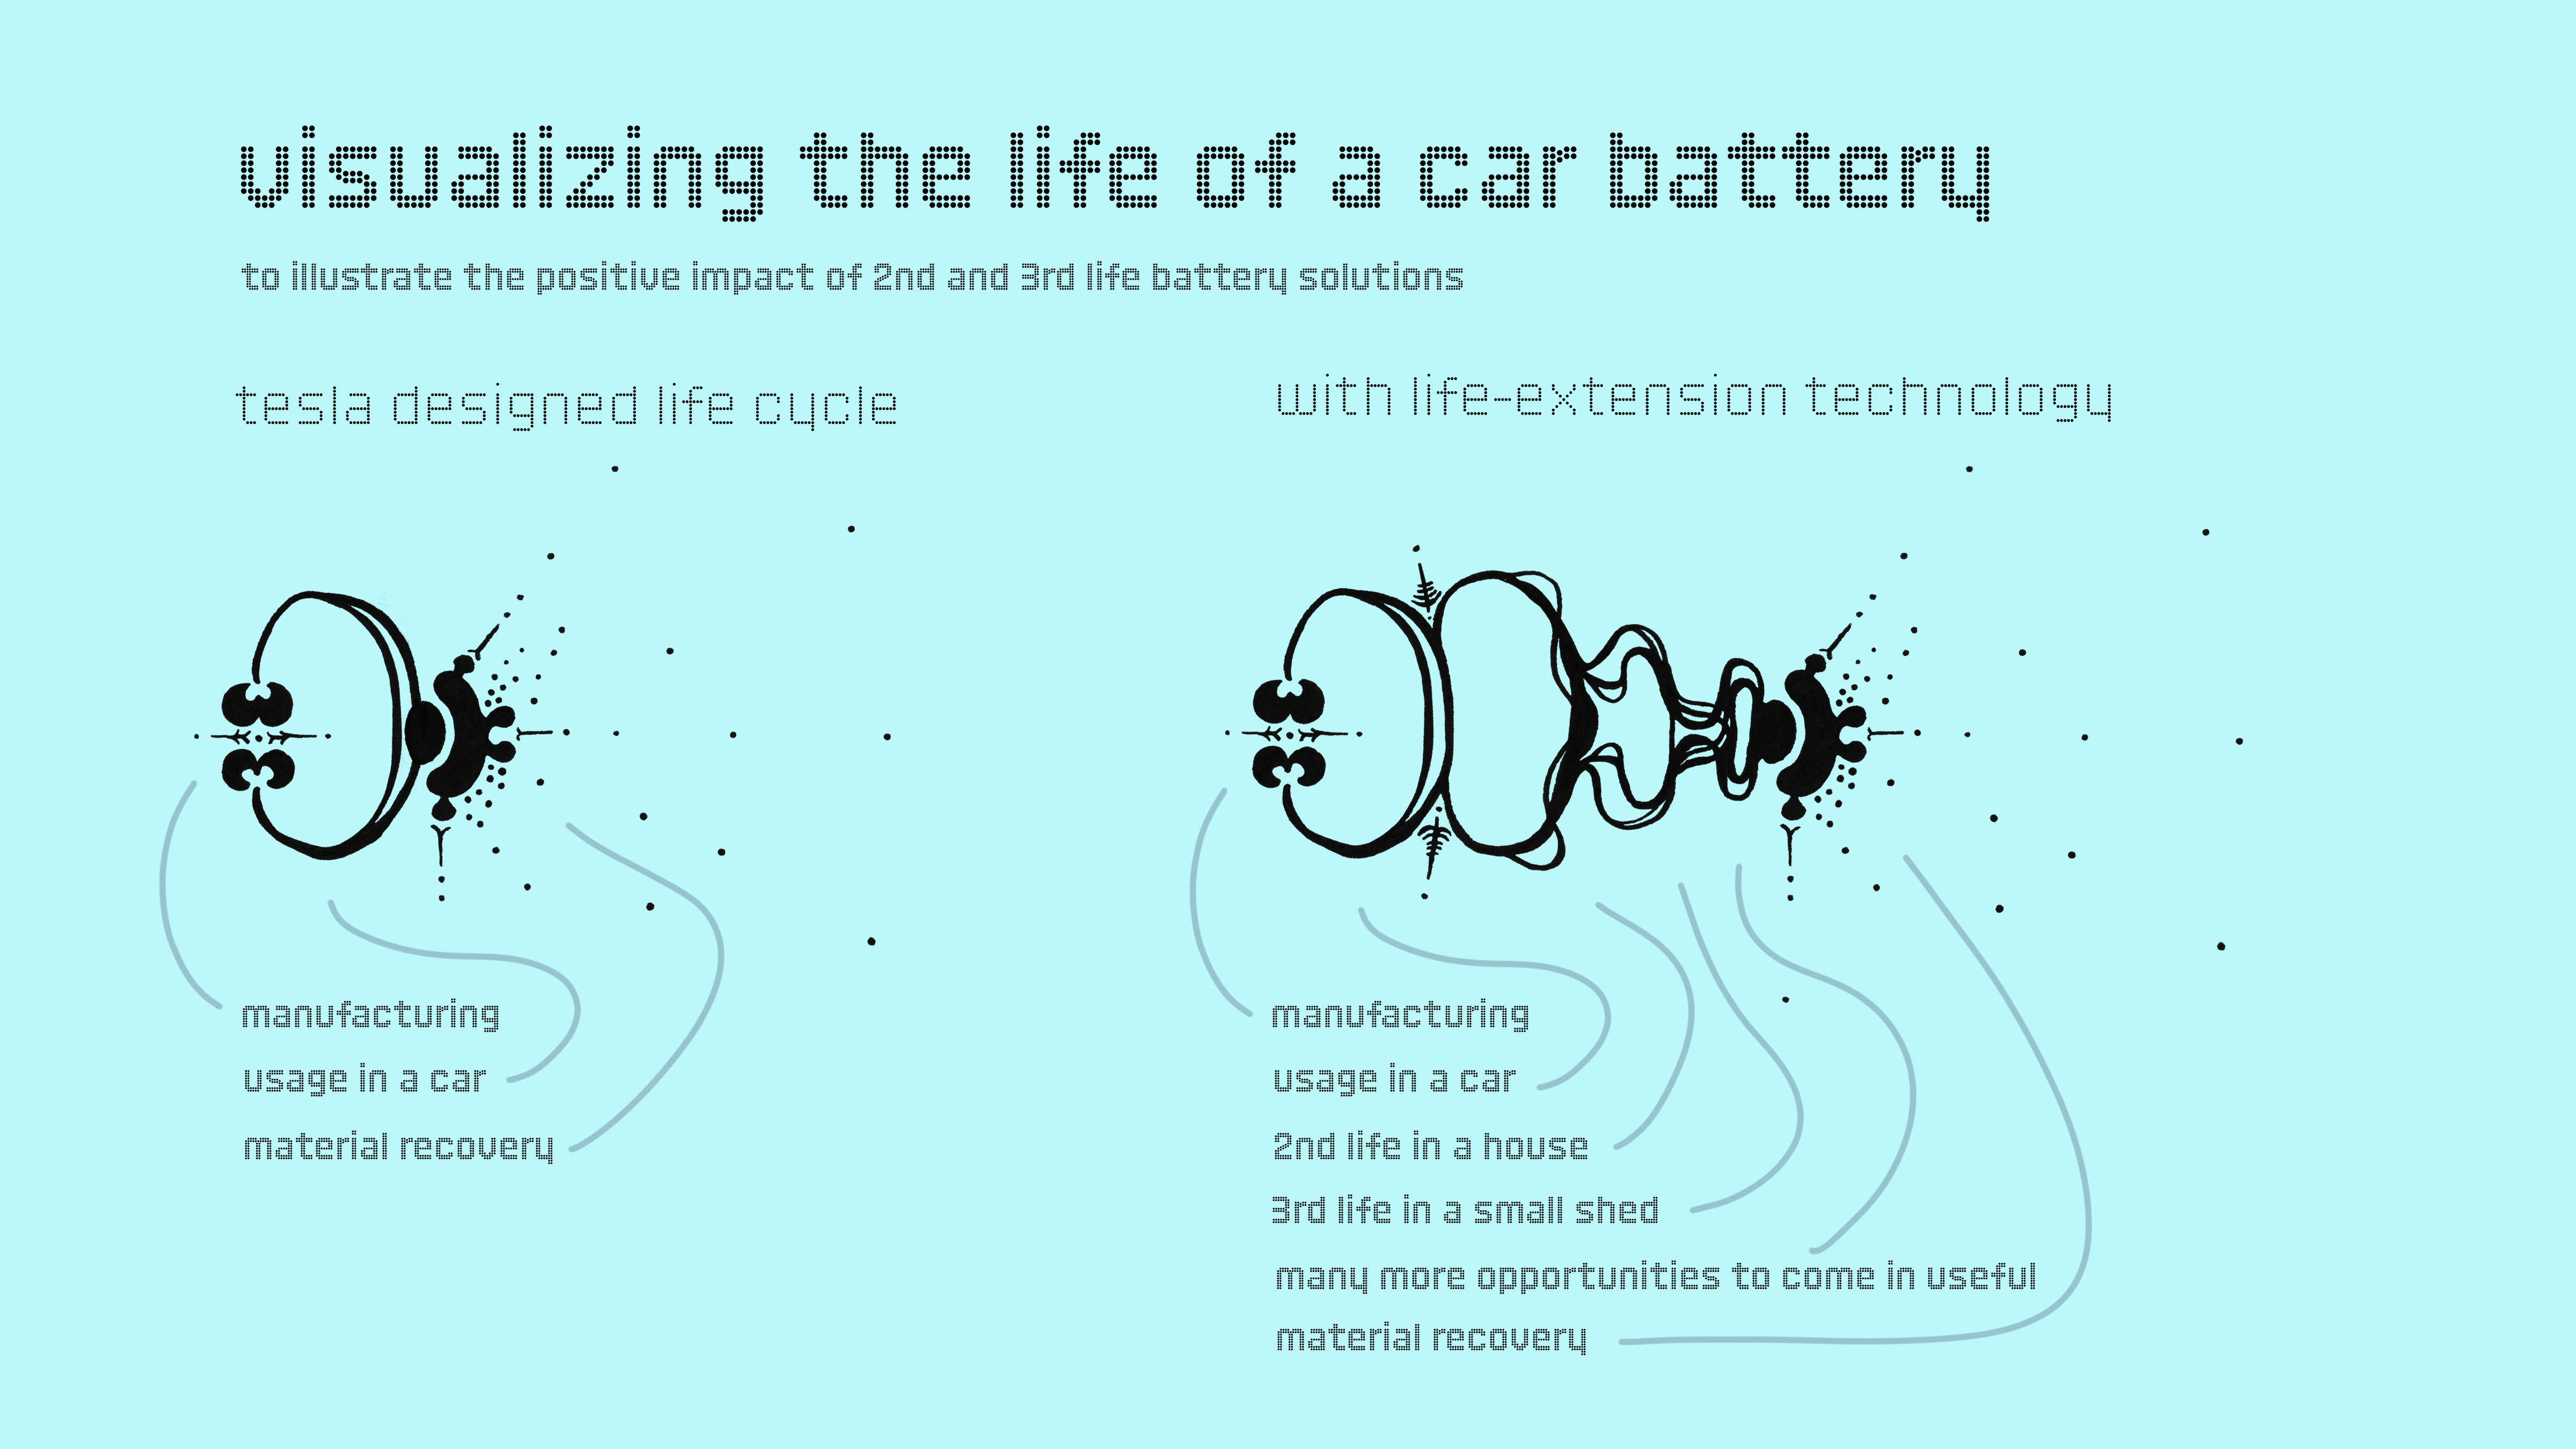 visualizing the life of a car battery
to illustrate the positive impact of 2nd and 3rd life battery solutions
tesla designed life cycle
manufacturing
usage in a car
material recovery
with life-extension technology
manufacturing
usage in a car
2nd life in a house
3rd life in a small shed
many more opportunities to come in useful
material recovery